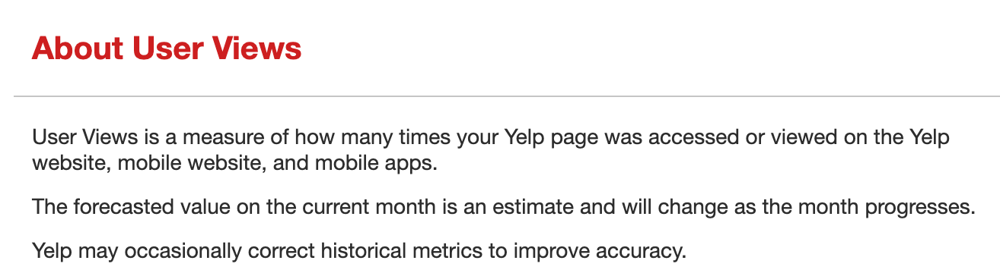 About User Views
User Views is a measure of how many times your Yelp page was accessed or viewed on the Yelp
website, mobile website, and mobile apps.
The forecasted value on the current month is an estimate and will change as the month progresses.
Yelp may occasionally correct historical metrics to improve accuracy.